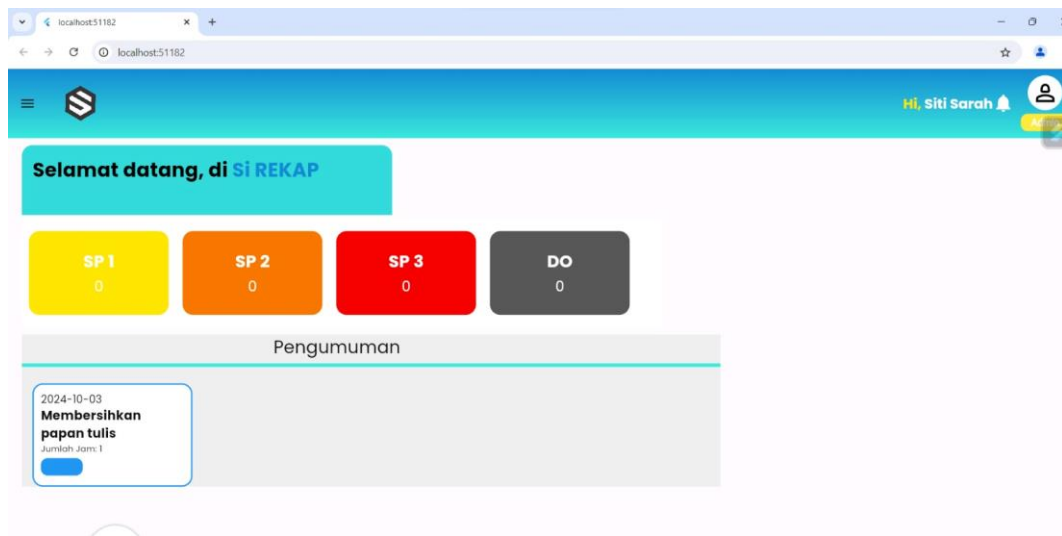 localhost:51182
localhost:51182
Hi, Siti Sarah
Selamat datang, di Si REKAP
SP 1
0
SP 2
0
SP 3
0
DO
0
Pengumuman
2024-10-03
Membersihkan
papan tulis
Jumlah Jam: 1